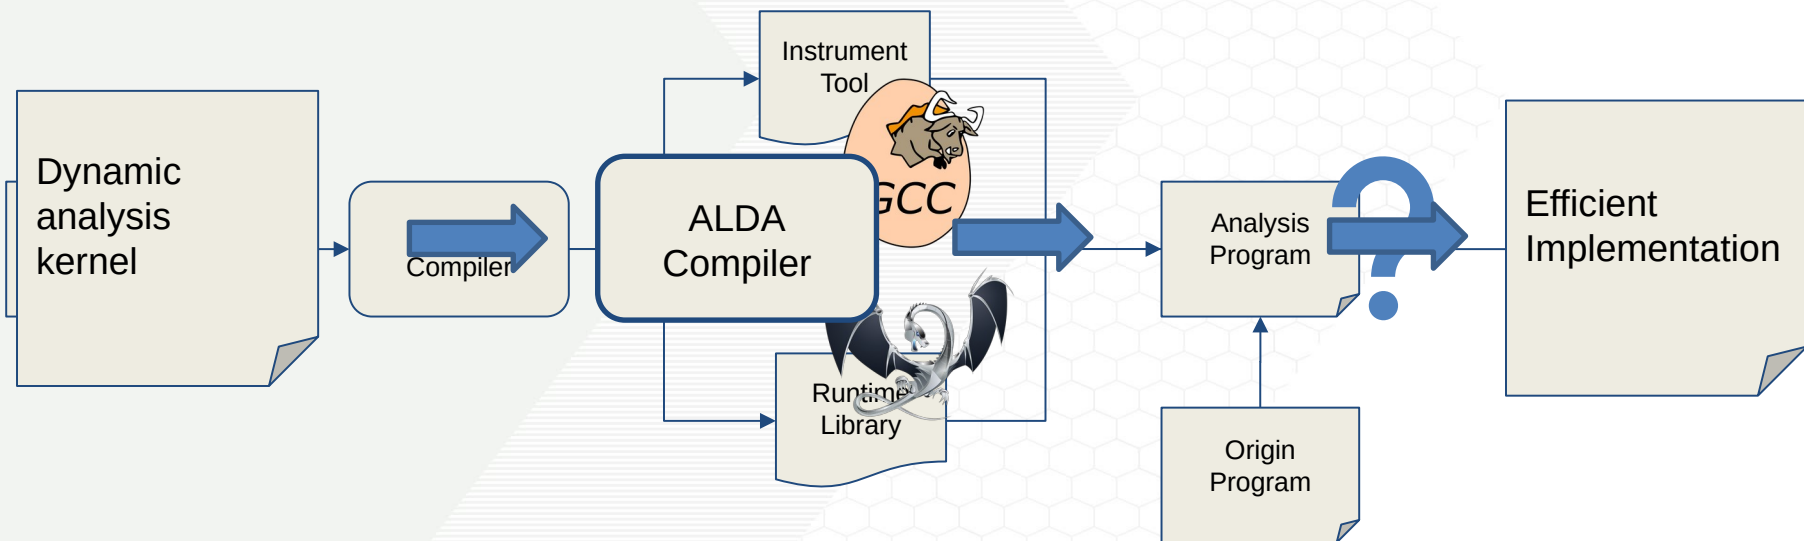 Instrument
Tool
Dynamic
analysis
kernel
Compiler
ALDA
Compiler
GCC
Runtime
Library
Analysis
Program
Origin
Program
Efficient
Implementation